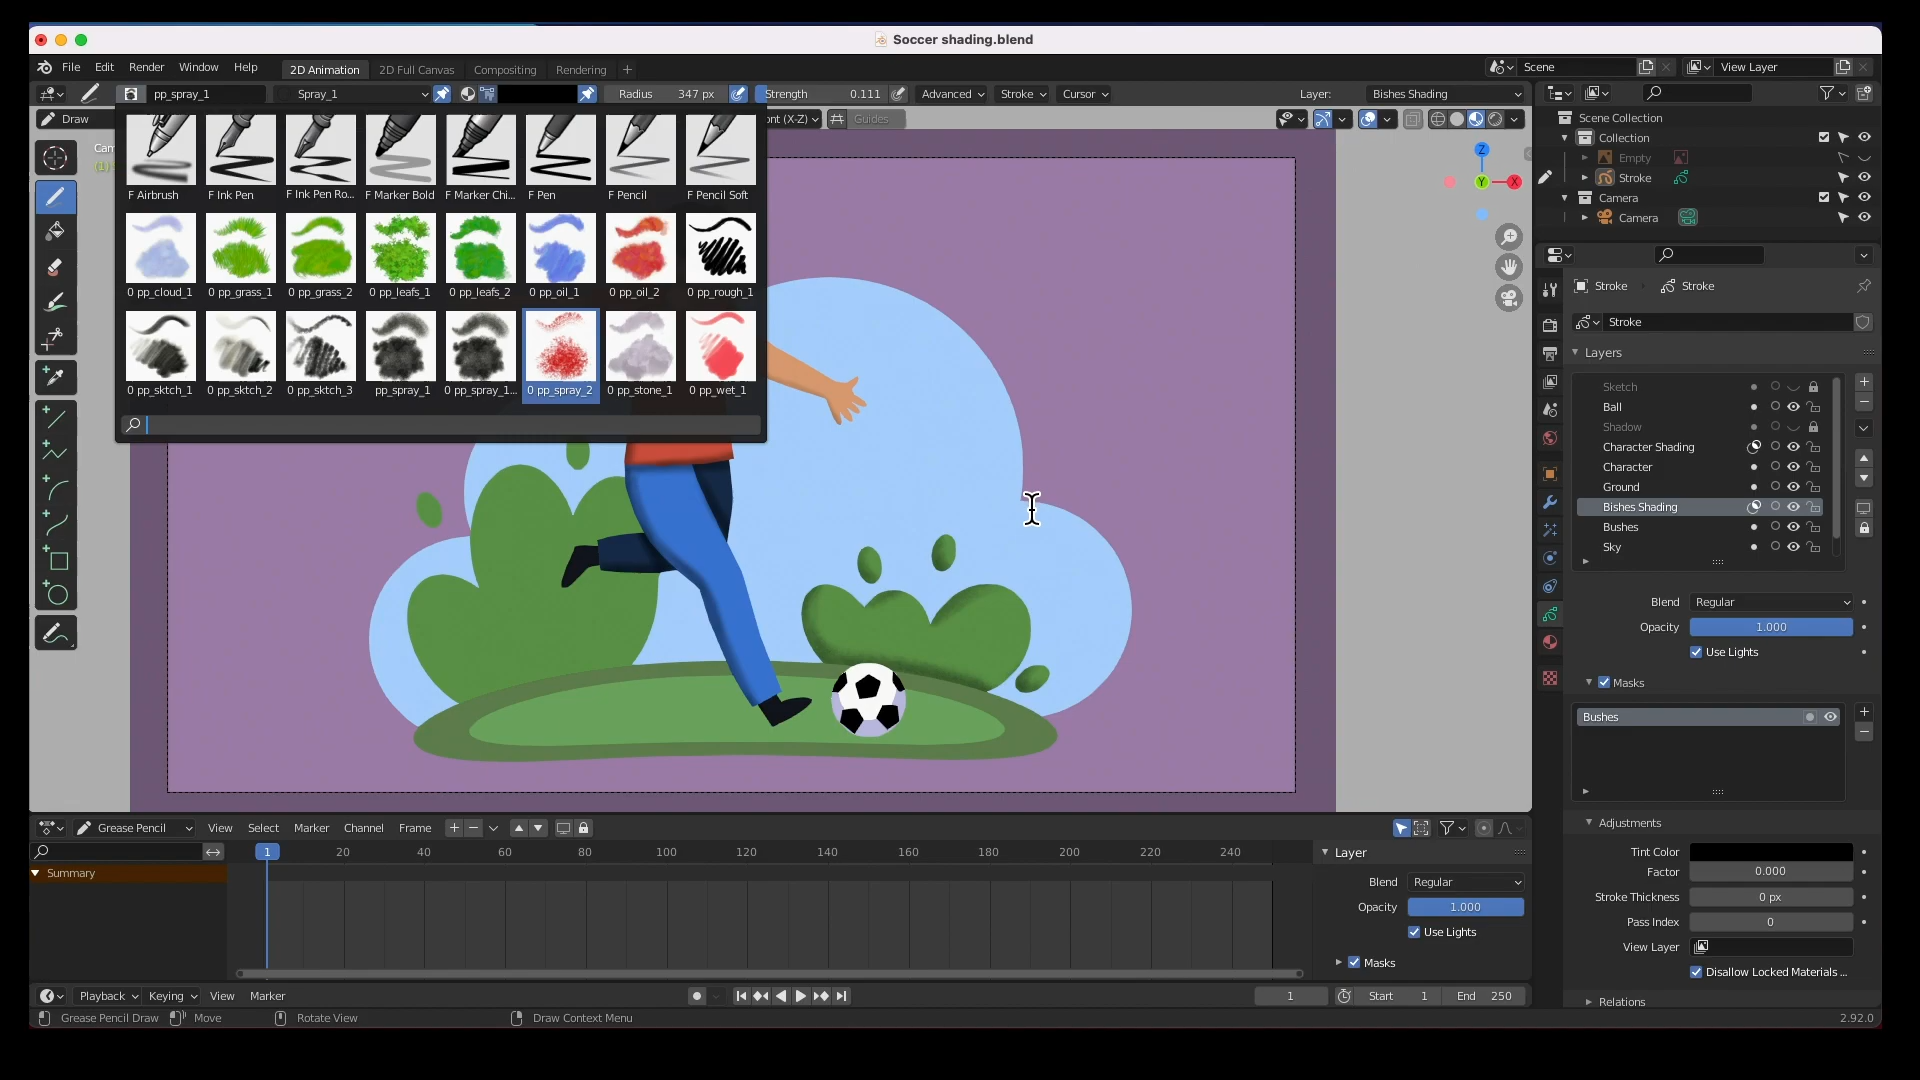 Soccer shading.blend
File Edit Render Window Help 2D Animation 2D Full Canvas Compositing Rendering + Scene View Layer
pp_spray_1 Spray_1 Radius 347 px Strength 0.111 Advanced Stroke Cursor Layer: Bishes Shading
Draw ont (X-Z) Guides
Cam
(1)
F Airbrush F Ink Pen F Ink Pen Ro... F Marker Bold F Marker Chi... F Pen F Pencil F Pencil Soft
0 pp_cloud_1 0 pp_grass_1 0 pp_grass_2 0 pp_leafs_1 0 pp_leafs_2 0 pp_oil_1 0 pp_oil_2 0 pp_rough_1
0 pp_sktch_1 0 pp_sktch_2 0 pp_sktch_3 pp_spray_1 0 pp_spray_1... 0 pp_spray_2 0 pp_stone_1 0 pp_wet_1
Z
Y X
Scene Collection
Collection
Empty
Stroke
Camera
Camera
Stroke Stroke
Stroke
Layers
Sketch
Ball
Shadow
Character Shading
Character
Ground
Bishes Shading
Bushes
Sky
Blend Regular
Opacity 1.000
Use Lights
Masks
Bushes
Adjustments
Tint Color
Factor 0.000
Stroke Thickness 0 px
Pass Index 0
View Layer
Disallow Locked Materials ...
Relations
Grease Pencil View Select Marker Channel Frame
1 20 40 60 80 100 120 140 160 180 200 220 240
Summary
Layer
Blend Regular
Opacity 1.000
Use Lights
Masks
Playback Keying View Marker 1 Start 1 End 250
Grease Pencil Draw Move Rotate View Draw Context Menu 2.92.0